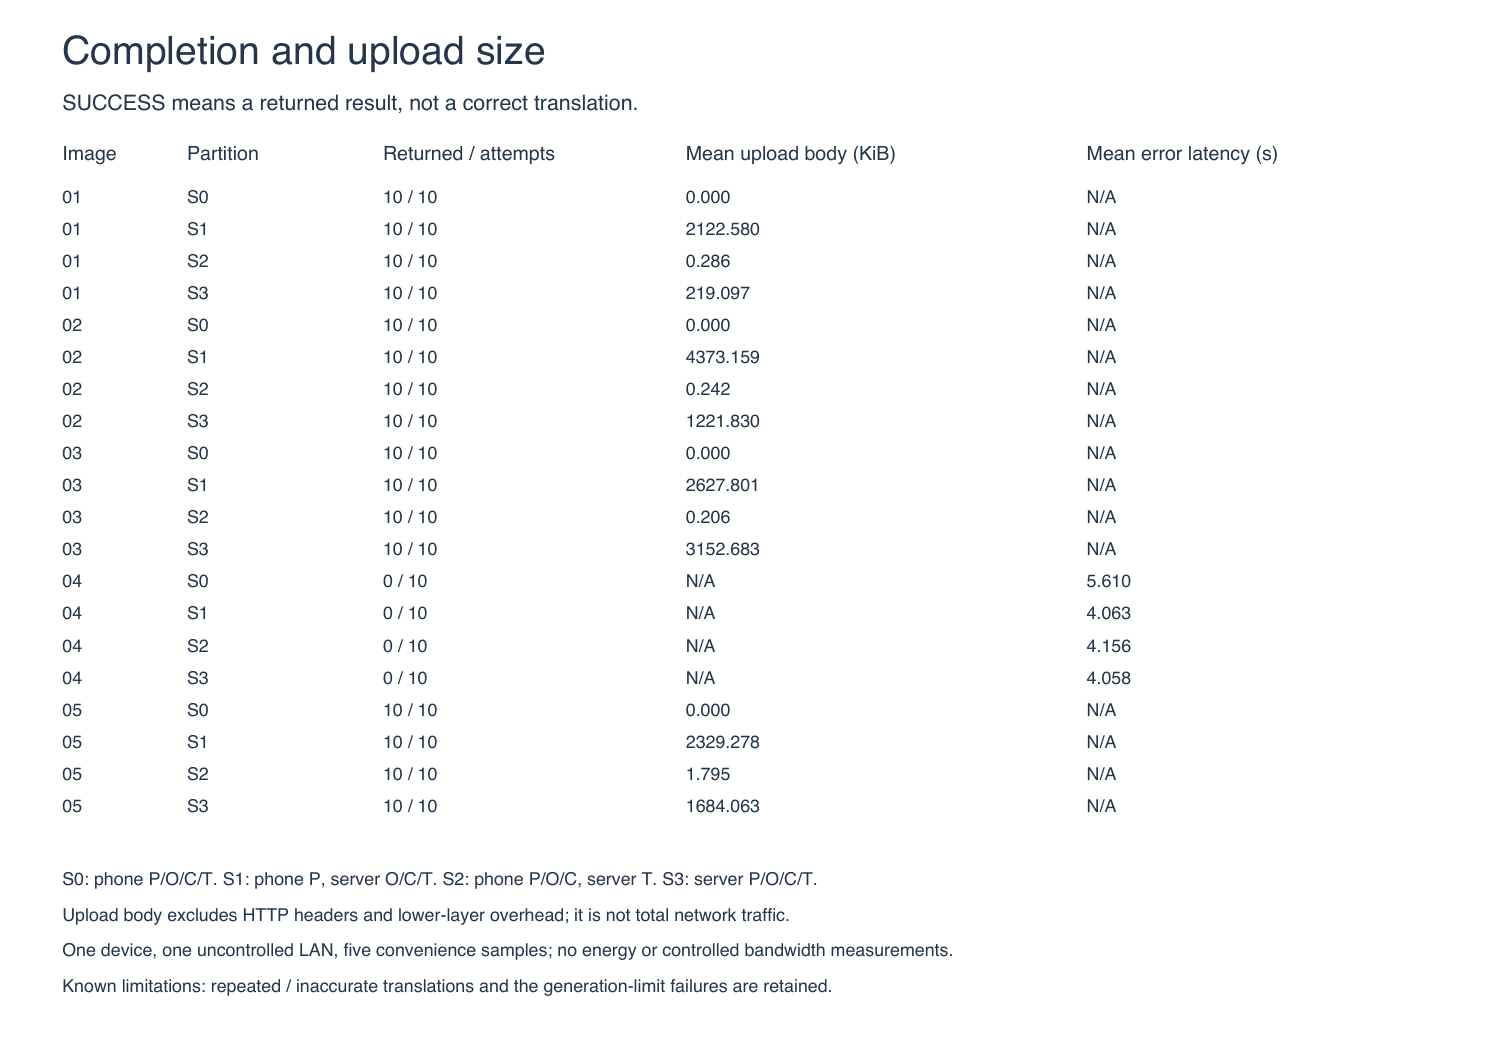 Completion and upload size
SUCCESS means a returned result, not a correct translation.
Image Partition Returned / attempts Mean upload body (KiB) Mean error latency (s)
01 S0 10 / 10 0.000 N/A
01 S1 10 / 10 2122.580 N/A
01 S2 10 / 10 0.286 N/A
01 S3 10 / 10 219.097 N/A
02 S0 10 / 10 0.000 N/A
02 S1 10 / 10 4373.159 N/A
02 S2 10 / 10 0.242 N/A
02 S3 10 / 10 1221.830 N/A
03 S0 10 / 10 0.000 N/A
03 S1 10 / 10 2627.801 N/A
03 S2 10 / 10 0.206 N/A
03 S3 10 / 10 3152.683 N/A
04 S0 0 / 10 N/A 5.610
04 S1 0 / 10 N/A 4.063
04 S2 0 / 10 N/A 4.156
04 S3 0 / 10 N/A 4.058
05 S0 10 / 10 0.000 N/A
05 S1 10 / 10 2329.278 N/A
05 S2 10 / 10 1.795 N/A
05 S3 10 / 10 1684.063 N/A
S0: phone P/O/C/T. S1: phone P, server O/C/T. S2: phone P/O/C, server T. S3: server P/O/C/T.
Upload body excludes HTTP headers and lower-layer overhead; it is not total network traffic.
One device, one uncontrolled LAN, five convenience samples; no energy or controlled bandwidth measurements.
Known limitations: repeated / inaccurate translations and the generation-limit failures are retained.